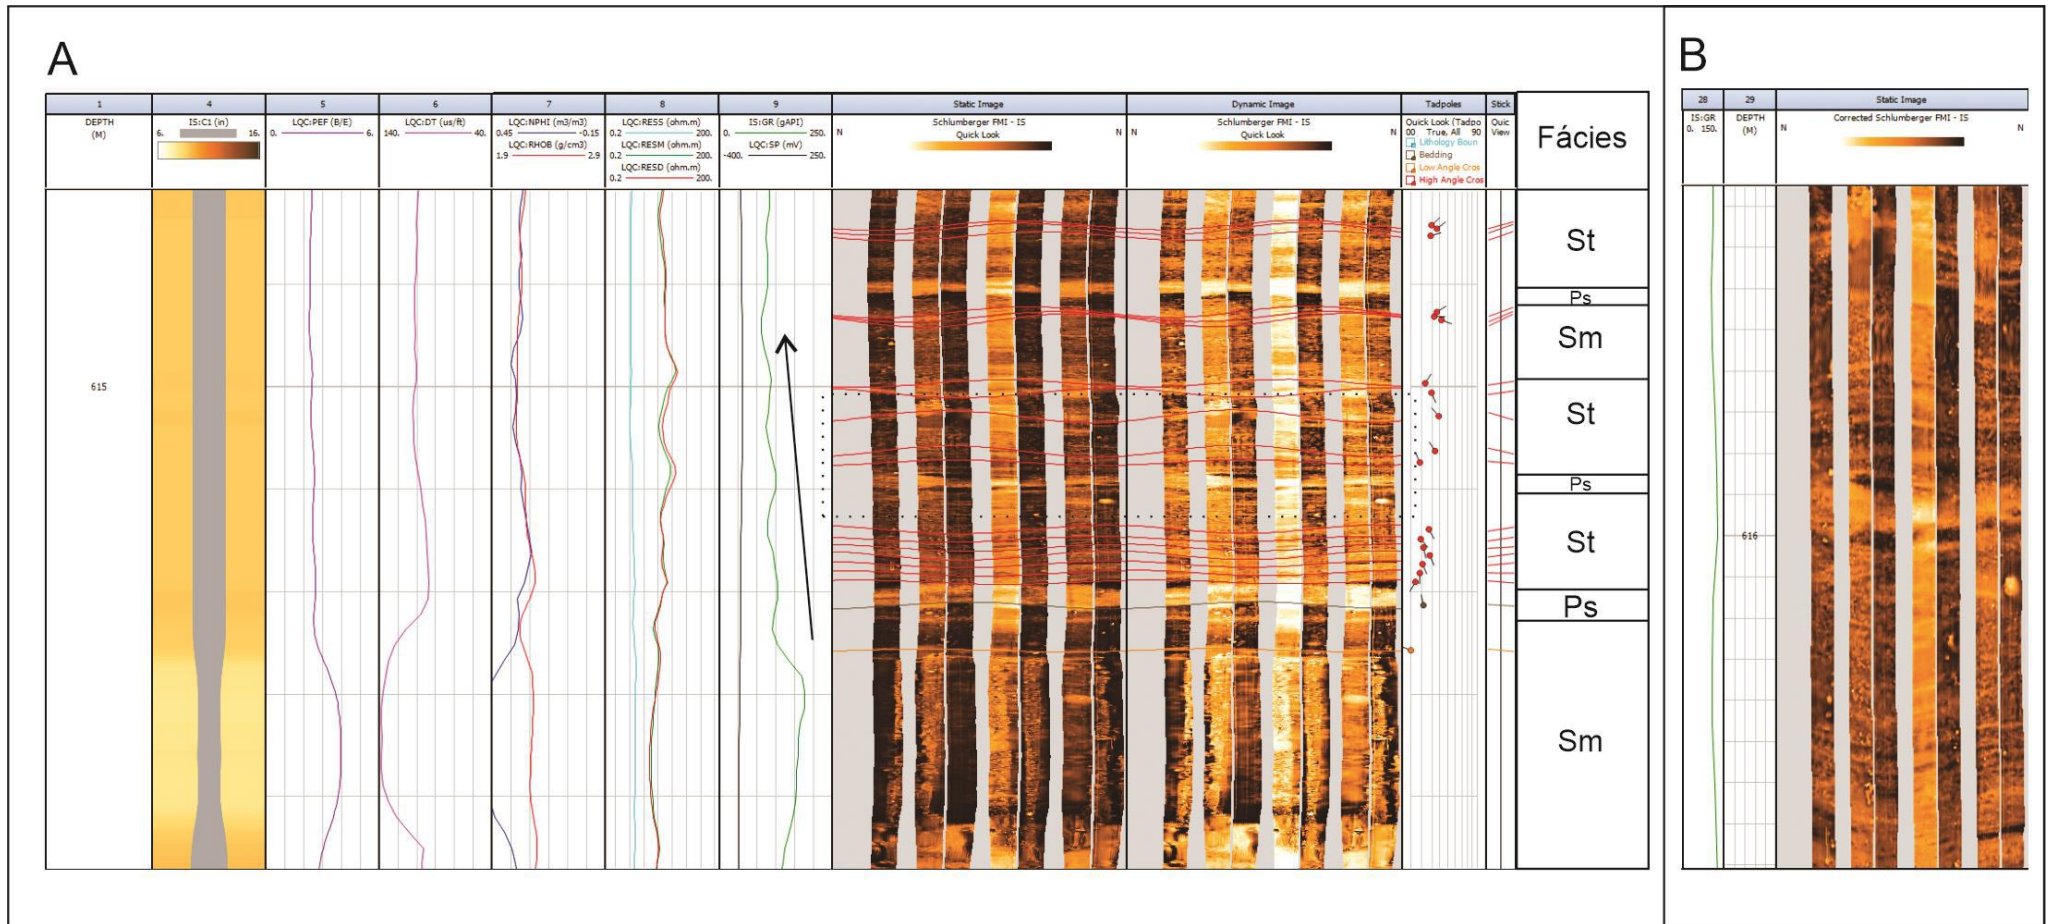 A
1
4
5
6
7
8
9
Static Image
Dynamic Image
Tadpoles
Stick
DEPTH
(M)
IS:C1 (in)
6.
16.
LQC:PEF (B/E)
0.
6.
LQC:DT (us/ft)
140.
40.
LQC:NPHI (m3/m3)
0.45
-0.15
LQC:RHOB (g/cm3)
1.9
2.9
LQC:RESS (ohm.m)
0.2
200.
LQC:RESM (ohm.m)
0.2
200.
LQC:RESD (ohm.m)
0.2
200.
IS:GR (gAPI)
0.
250.
LQC:SP (mV)
-400.
250.
Schlumberger FMI - IS
N
N
Quick Look
Schlumberger FMI - IS
N
Quick Look
Quick Look (Tadpo
00 True, All 90
Lithology Boun
Bedding
Low Angle Cros
High Angle Cros
Quic
View
Fácies
615
St
Ps
Sm
St
Ps
St
Ps
Sm
B
28
29
Static Image
IS:GR
0. 150.
DEPTH
(M)
Corrected Schlumberger FMI - IS
N
N
616